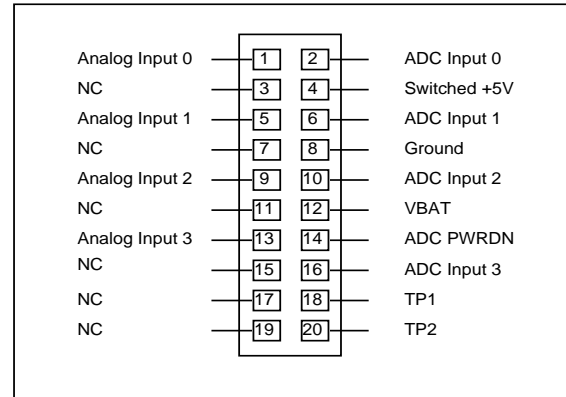 Analog Input 0 1 2 ADC Input 0
NC 3 4 Switched +5V
Analog Input 1 5 6 ADC Input 1
NC 7 8 Ground
Analog Input 2 9 10 ADC Input 2
NC 11 12 VBAT
Analog Input 3 13 14 ADC PWRDN
NC 15 16 ADC Input 3
NC 17 18 TP1
NC 19 20 TP2